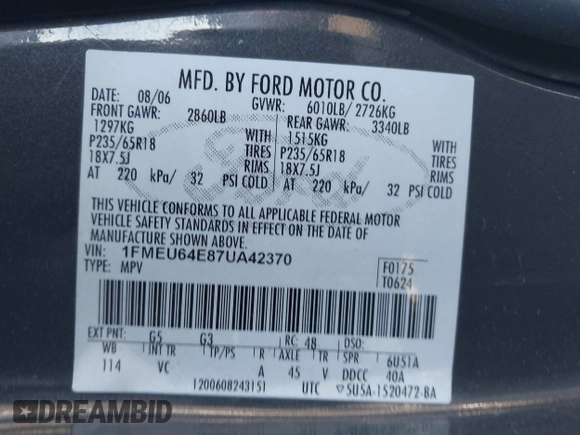 MFD. BY FORD MOTOR CO.
DATE: 08/06 GVWR: 6010LB/ 2726KG
FRONT GAWR: 2860LB REAR GAWR: 3340LB
1297KG WITH 1515KG WITH
P235/65R18 TIRES P235/65R18 TIRES
18X7.5J RIMS 18X7.5J RIMS
AT 220 kPa/ 32 PSI COLD AT 220 kPa/ 32 PSI COLD
THIS VEHICLE CONFORMS TO ALL APPLICABLE FEDERAL MOTOR
VEHICLE SAFETY STANDARDS IN EFFECT ON THE DATE OF
MANUFACTURE SHOWN ABOVE.
VIN: 1FMEU64E87UA42370
TYPE: MPV
F0175
T0624
EXT PNT: G5 G3 RC: 48 DSO:
WB INT TR TP/PS R AXLE TR SPR 6U51A
114 VC A 45 V DDCC 40A
1200608243151 UTC 5U5A-1520472-BA
DREAMBID